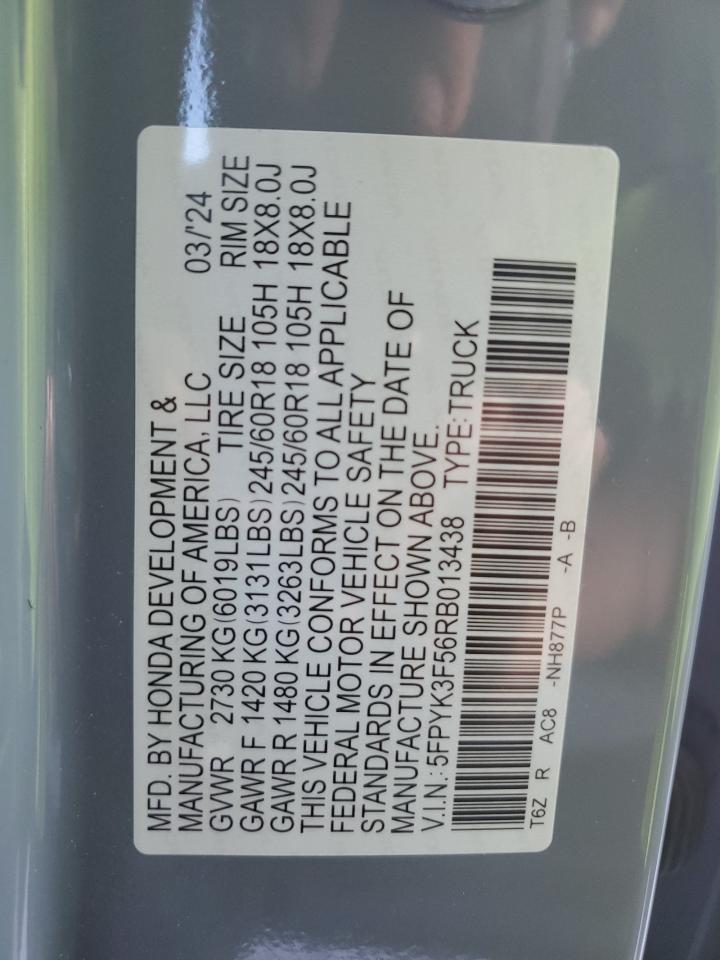 MFD. BY HONDA DEVELOPMENT &
MANUFACTURING OF AMERICA, LLC 03/'24
GVWR 2730 KG(6019LBS) TIRE SIZE RIM SIZE
GAWR F 1420 KG(3131LBS)245/60R18 105H 18X8.0J
GAWR R 1480 KG(3263LBS)245/60R18 105H 18X8.0J
THIS VEHICLE CONFORMS TO ALL APPLICABLE
FEDERAL MOTOR VEHICLE SAFETY
STANDARDS IN EFFECT ON THE DATE OF
MANUFACTURE SHOWN ABOVE.
V.I.N.:5FPYK3F56RB013438 TYPE:TRUCK
T6Z R AC8 -NH877P -A -B